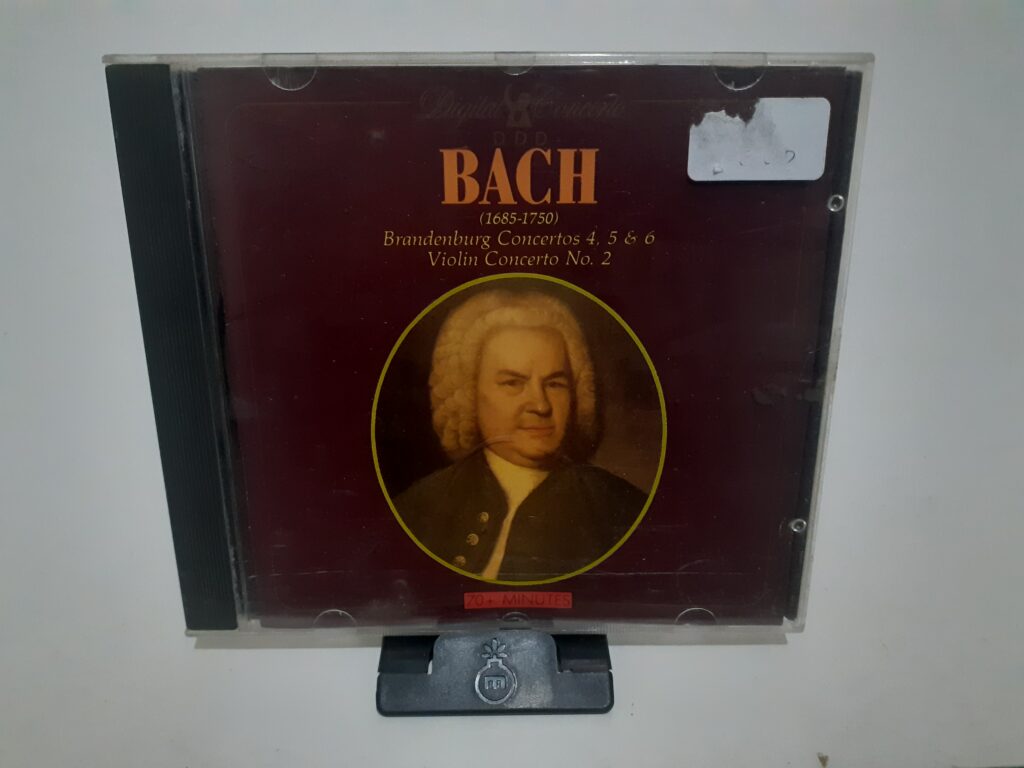 Digital Concerto
DDD
BACH
(1685-1750)
Brandenburg Concertos 4, 5 & 6
Violin Concerto No. 2
70+ MINUTES